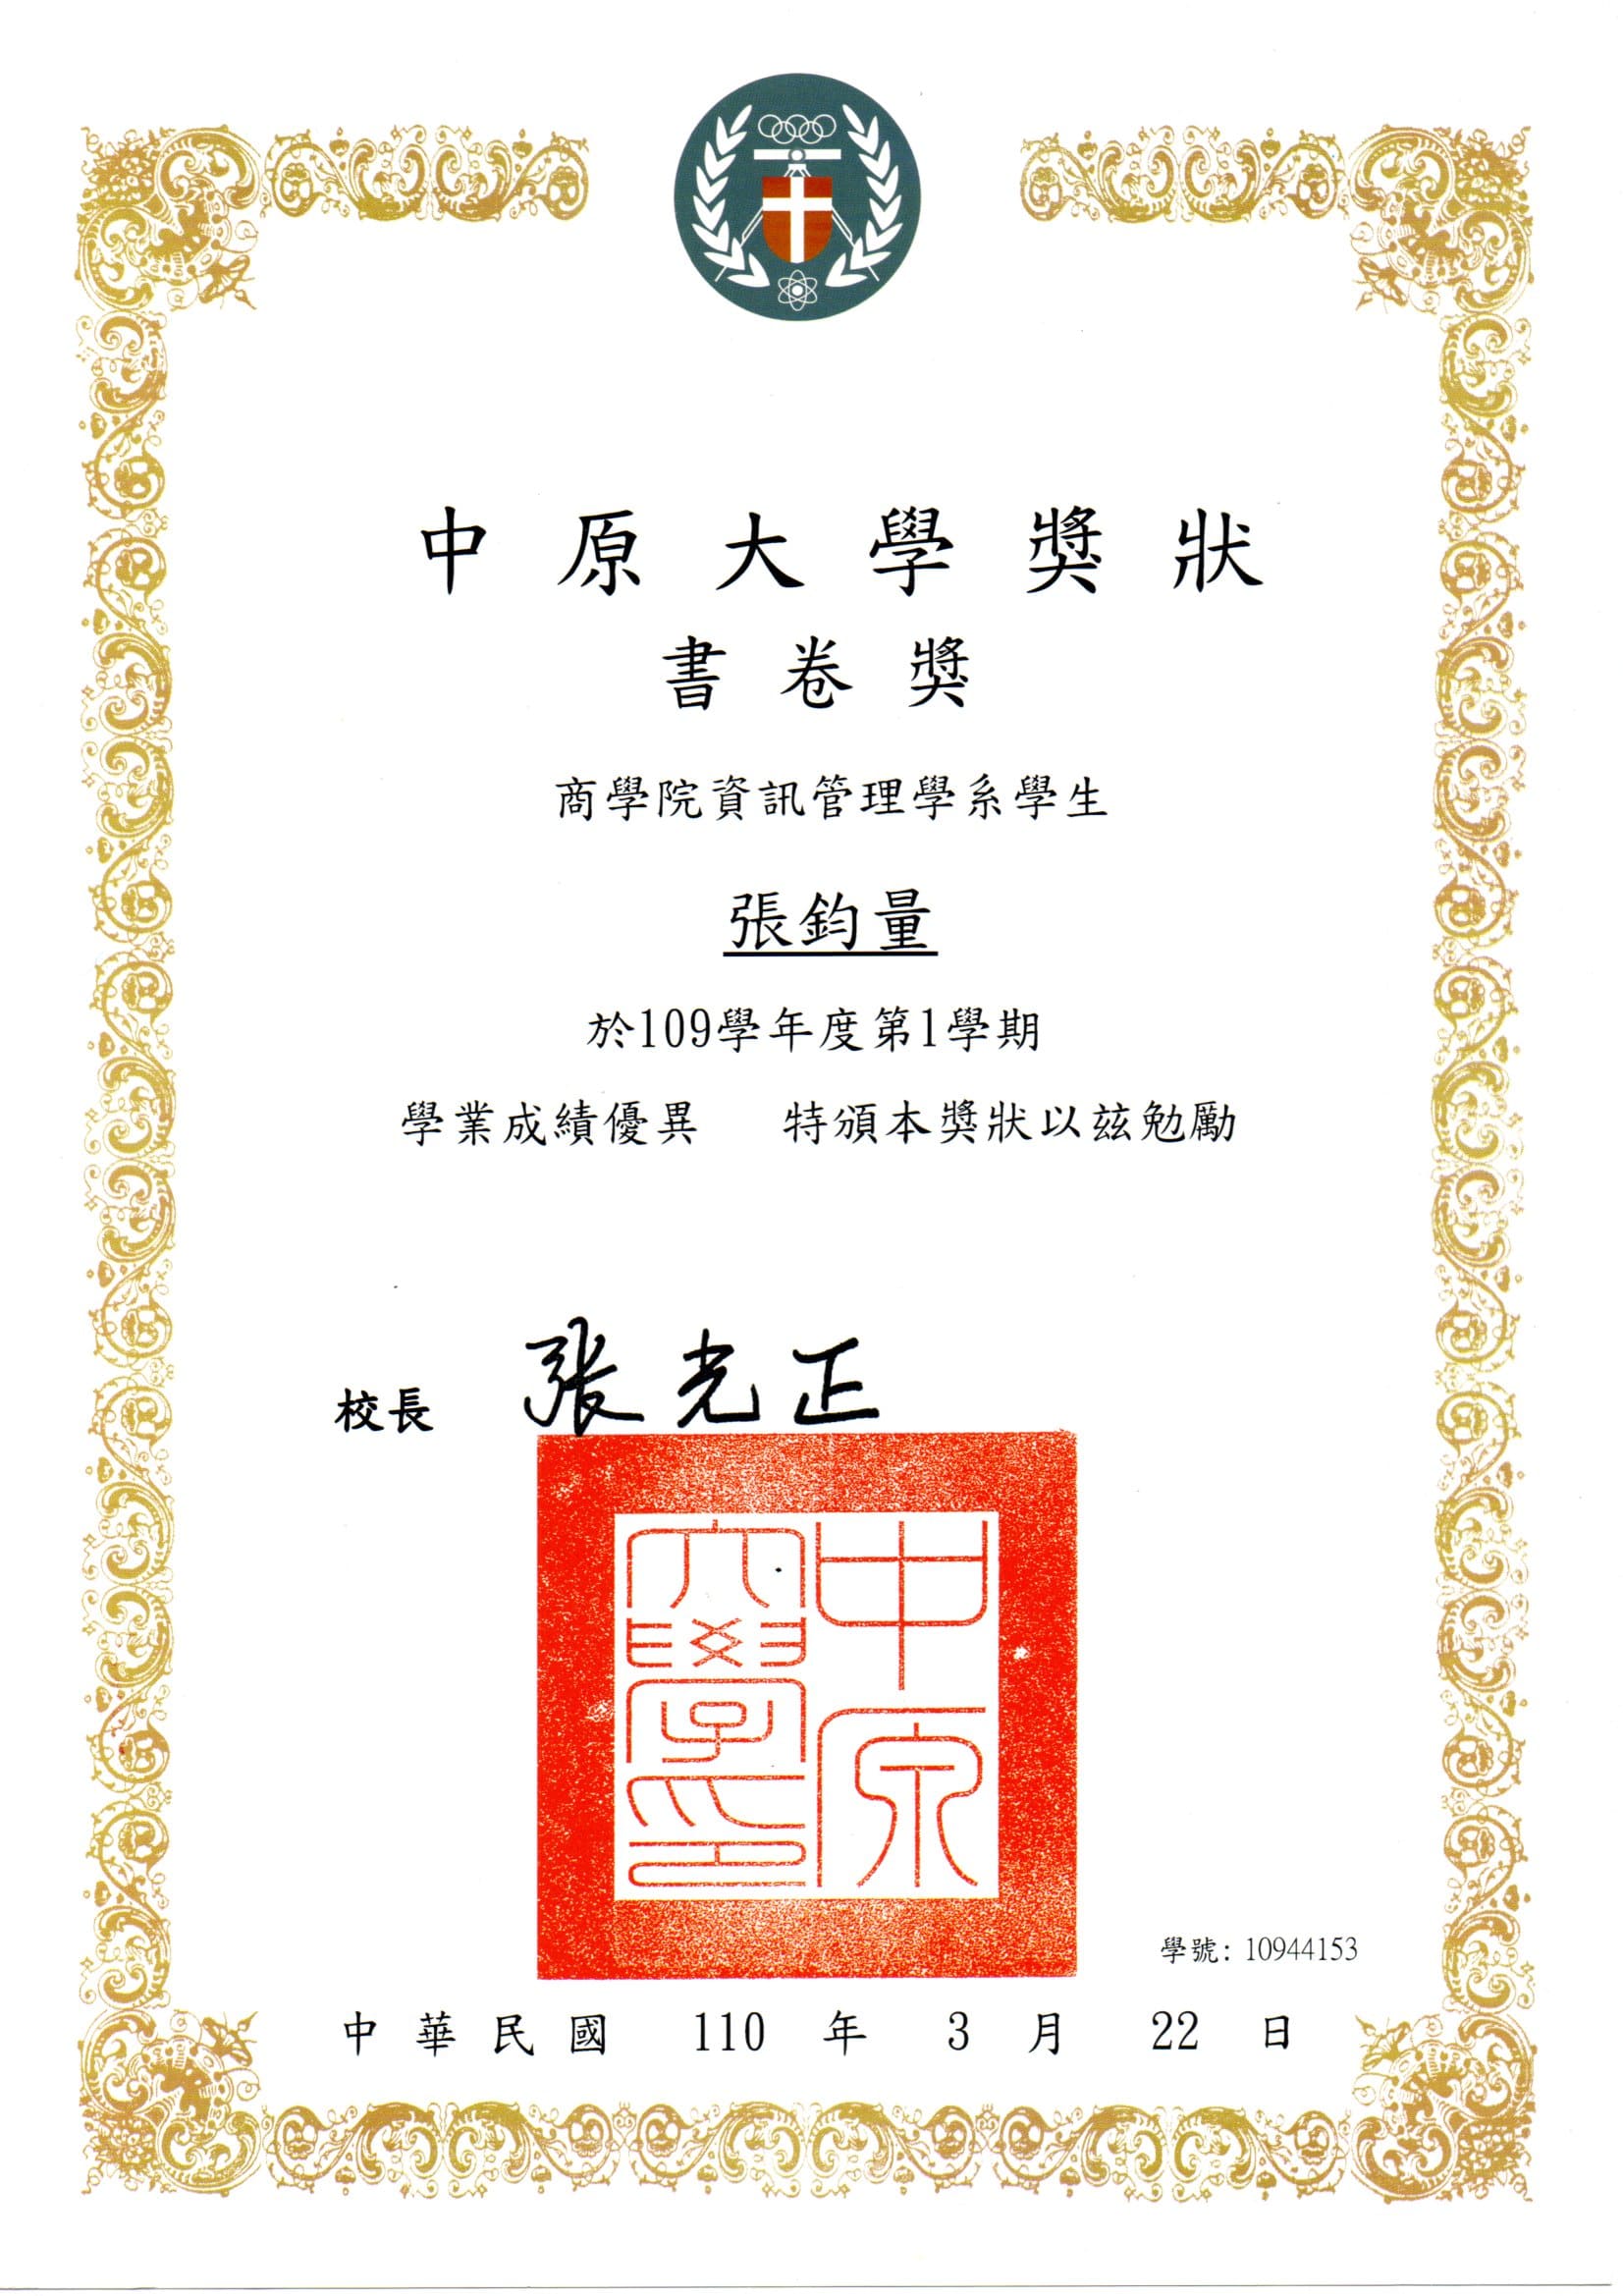 中原大學獎狀
書卷獎
商學院資訊管理學系學生
張鈞量
於109學年度第1學期
學業成績優異 特頒本獎狀以茲勉勵
校長 張光正
中原
大學印
學號: 10944153
中華民國 110 年 3 月 22 日